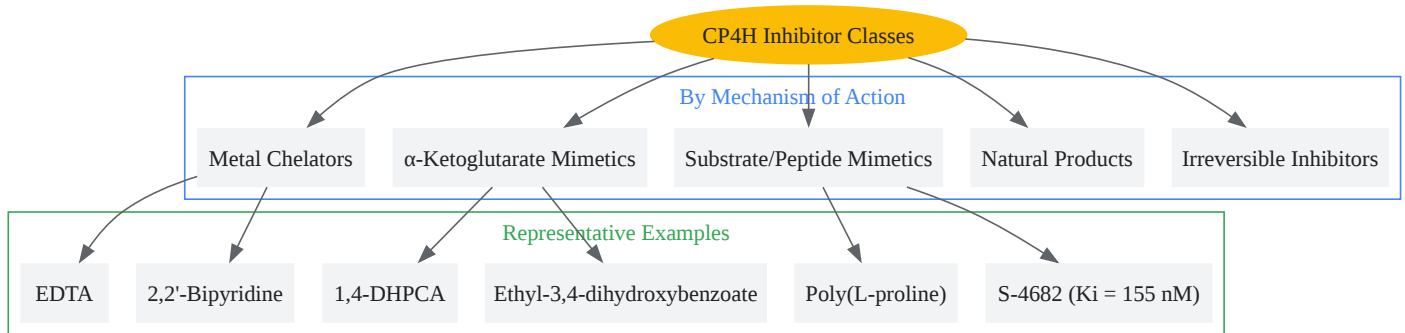 CP4H Inhibitor Classes
By Mechanism of Action
Metal Chelators
α-Ketoglutarate Mimetics
Substrate/Peptide Mimetics
Natural Products
Irreversible Inhibitors
Representative Examples
EDTA
2,2'-Bipyridine
1,4-DHPCA
Ethyl-3,4-dihydroxybenzoate
Poly(L-proline)
S-4682 (Ki = 155 nM)